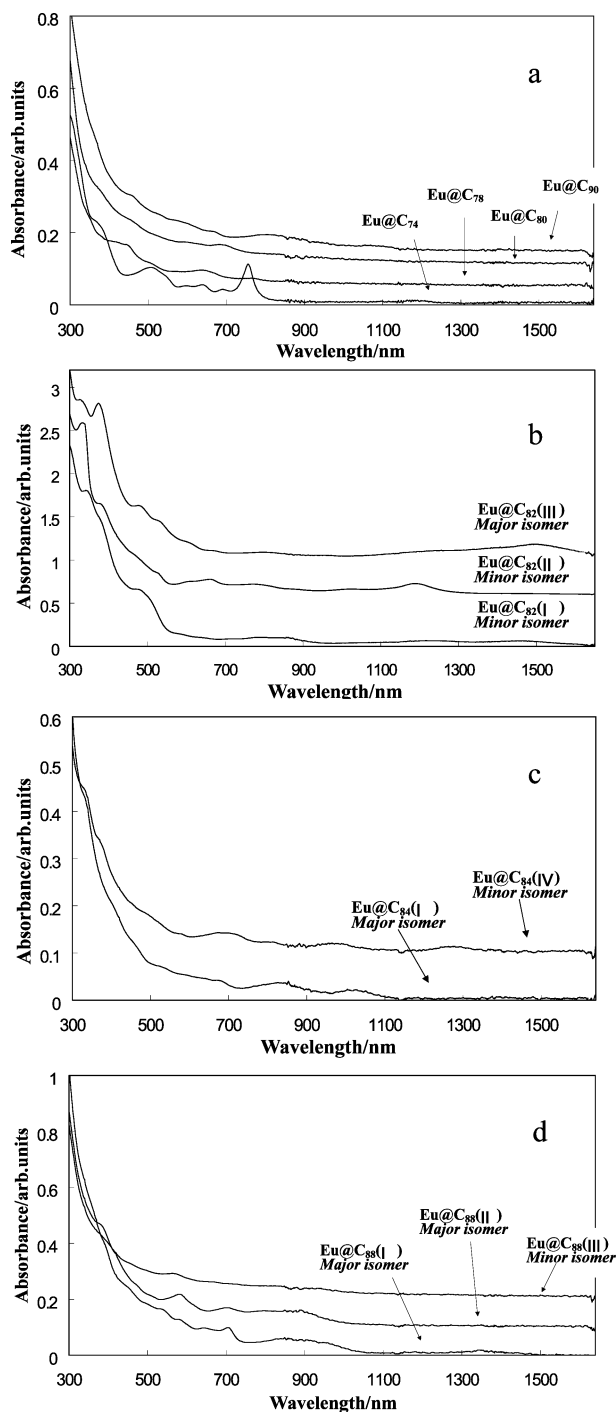 a
0.8
0.6
0.4
0.2
0
Absorbance/arb.units
Eu@C74
Eu@C78
Eu@C80
Eu@C90
300 500 700 900 1100 1300 1500
Wavelength/nm
b
3
2.5
2
1.5
1
0.5
0
Absorbance/arb.units
Eu@C82(III)
Major isomer
Eu@C82(II )
Minor isomer
Eu@C82(I )
Minor isomer
300 500 700 900 1100 1300 1500
Wavelength/nm
c
0.6
0.5
0.4
0.3
0.2
0.1
0
Absorbance/arb.units
Eu@C84(I )
Major isomer
Eu@C84(IV)
Minor isomer
300 500 700 900 1100 1300 1500
Wavelength/nm
d
1
0.8
0.6
0.4
0.2
0
Absorbance/arb.units
Eu@C88(I )
Major isomer
Eu@C88(II )
Major isomer
Eu@C88(III)
Minor isomer
300 500 700 900 1100 1300 1500
Wavelength/nm